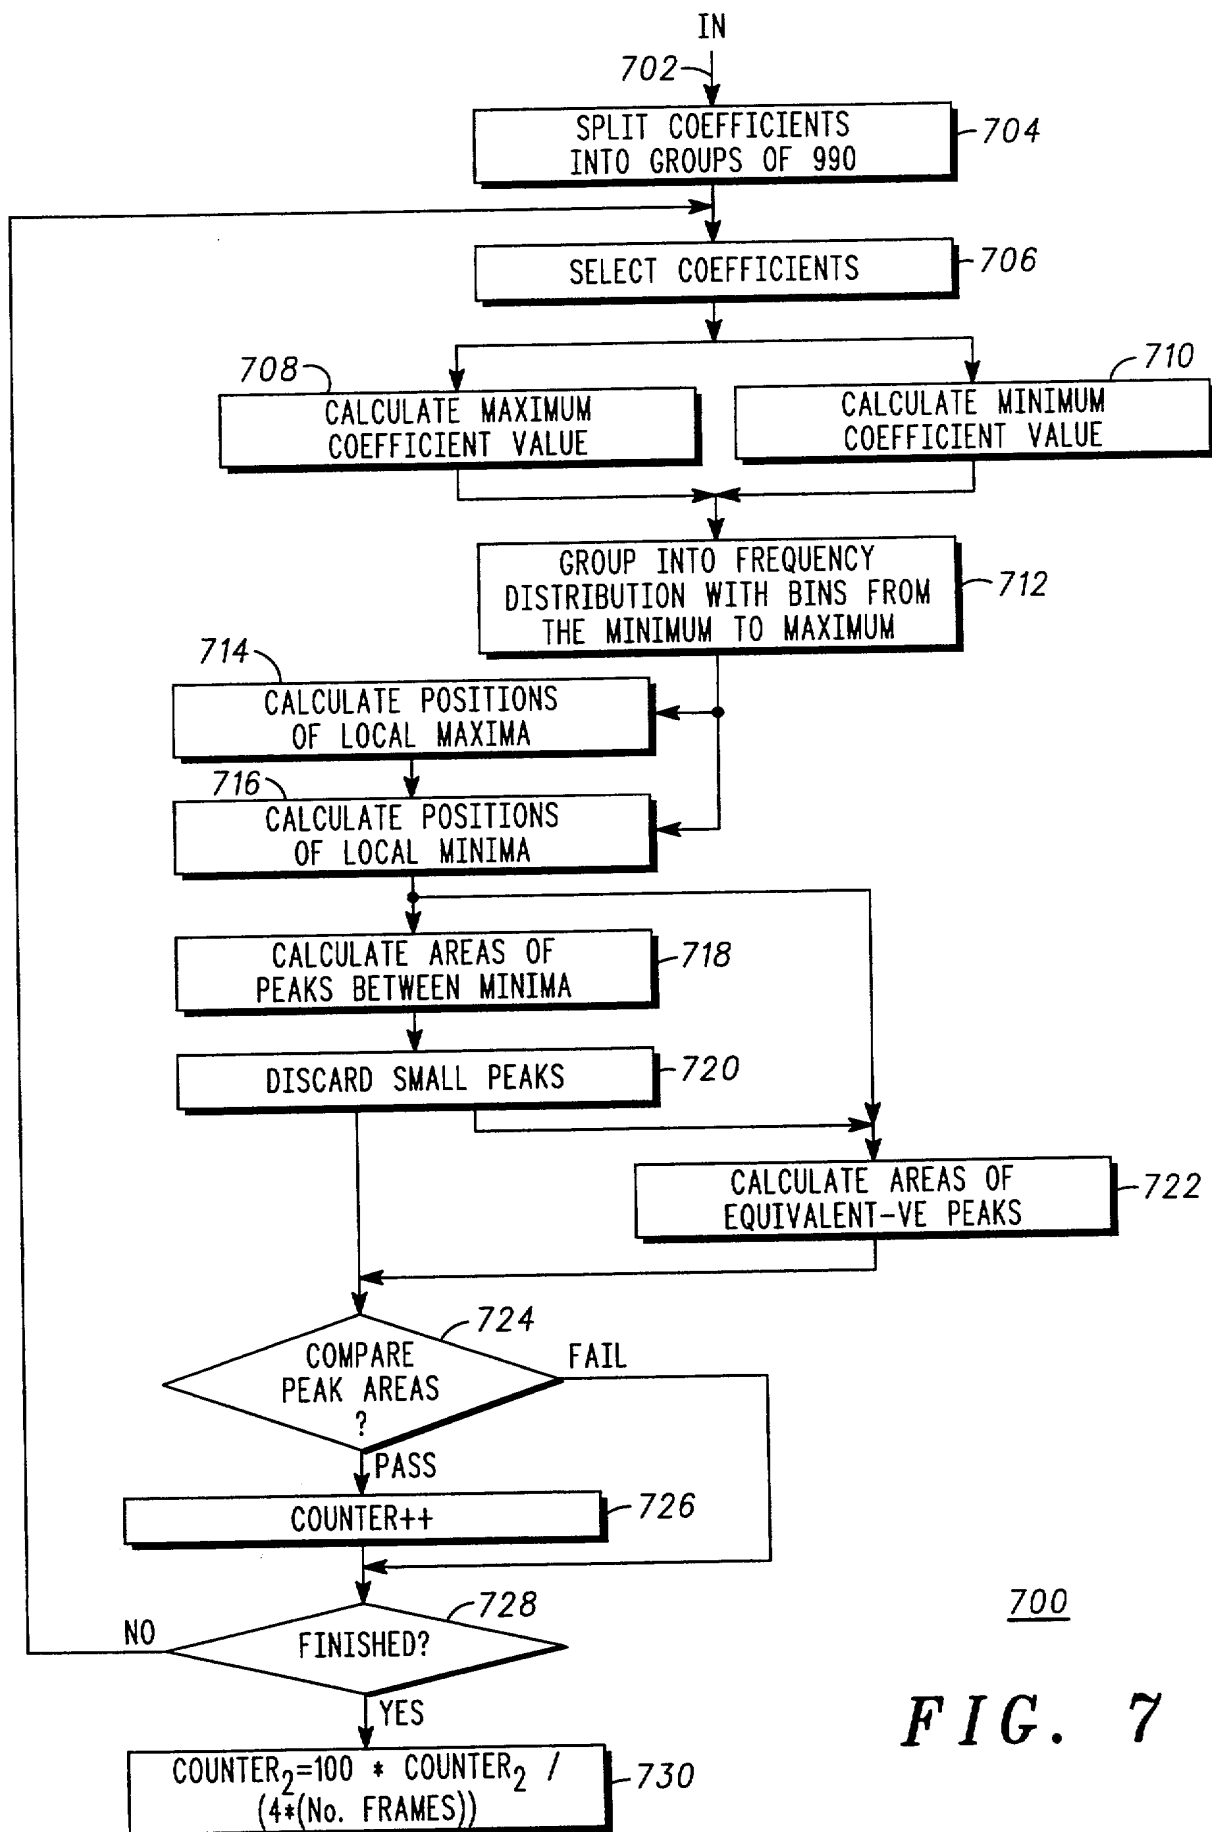 IN
702
SPLIT COEFFICIENTS
INTO GROUPS OF 990
704
SELECT COEFFICIENTS
706
708
CALCULATE MAXIMUM
COEFFICIENT VALUE
710
CALCULATE MINIMUM
COEFFICIENT VALUE
GROUP INTO FREQUENCY
DISTRIBUTION WITH BINS FROM
THE MINIMUM TO MAXIMUM
712
714
CALCULATE POSITIONS
OF LOCAL MAXIMA
716
CALCULATE POSITIONS
OF LOCAL MINIMA
CALCULATE AREAS OF
PEAKS BETWEEN MINIMA
718
DISCARD SMALL PEAKS
720
CALCULATE AREAS OF
EQUIVALENT-VE PEAKS
722
724
COMPARE
PEAK AREAS
?
FAIL
PASS
COUNTER++
726
728
FINISHED?
NO
YES
COUNTER₂=100 * COUNTER₂ /
(4*(No. FRAMES))
730
700
FIG. 7